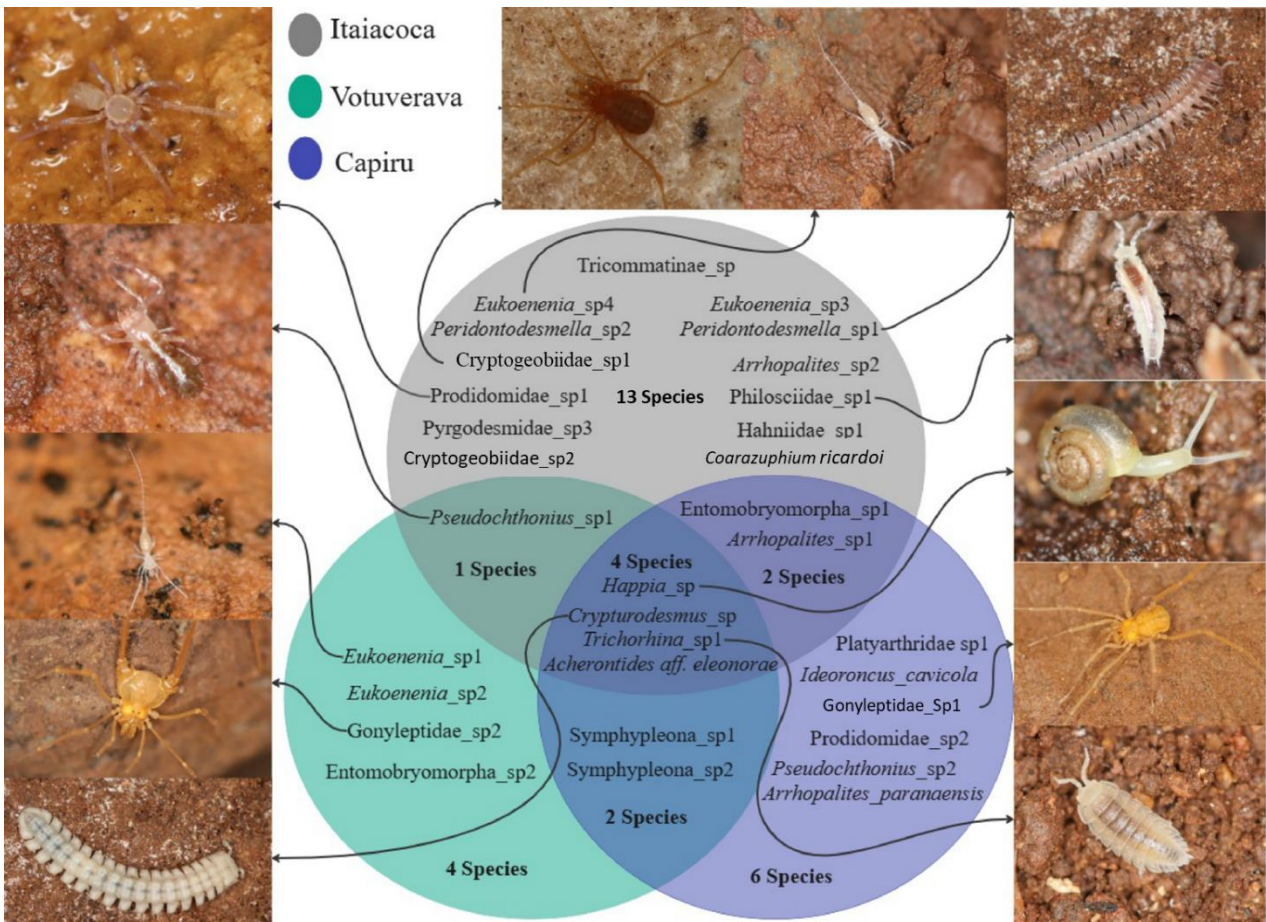 Itaiacoca
Votuverava
Capiru
Tricommatinae_sp
Eukoenenia_sp4
Eukoenenia_sp3
Peridontodesmella_sp2
Peridontodesmella_sp1
Cryptogeobiidae_sp1
Arrhopalites_sp2
Prodidomidae_sp1
13 Species
Philosciidae_sp1
Pyrgodesmidae_sp3
Hahniidae_sp1
Cryptogeobiidae_sp2
Coarazuphium ricardoi
Pseudochthonius_sp1
Entomobryomorpha_sp1
Arrhopalites_sp1
1 Species
4 Species
2 Species
Happia_sp
Crypturodesmus_sp
Trichorhina_sp1
Acherontides aff. eleonorae
Eukoenenia_sp1
Eukoenenia_sp2
Gonyleptidae_sp2
Entomobryomorpha_sp2
4 Species
Symphypleona_sp1
Symphypleona_sp2
2 Species
Platyarthridae sp1
Ideoroncus_cavicola
Gonyleptidae_Sp1
Prodidomidae_sp2
Pseudochthonius_sp2
Arrhopalites_paranaensis
6 Species